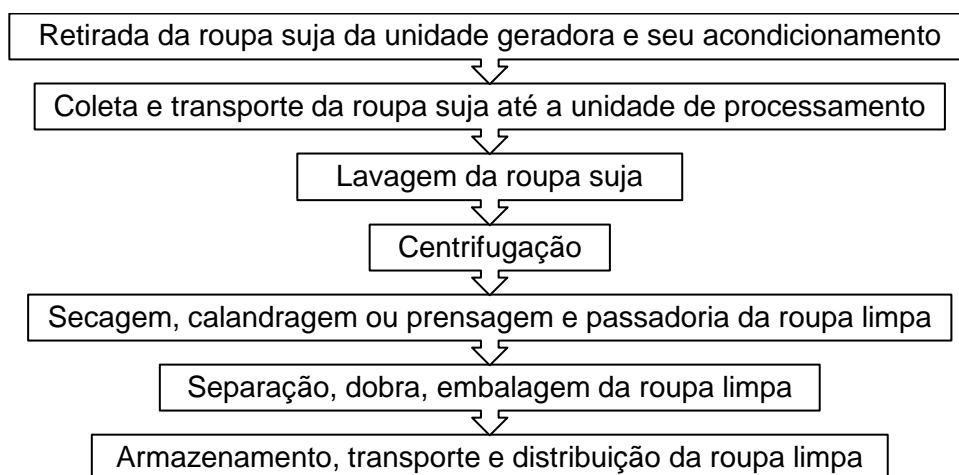 Retirada da roupa suja da unidade geradora e seu acondicionamento
Coleta e transporte da roupa suja até a unidade de processamento
Lavagem da roupa suja
Centrifugação
Secagem, calandragem ou prensagem e passadoria da roupa limpa
Separação, dobra, embalagem da roupa limpa
Armazenamento, transporte e distribuição da roupa limpa